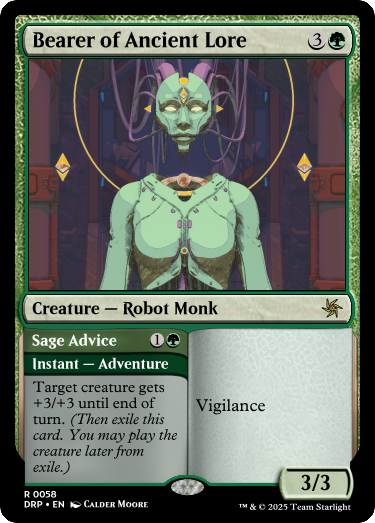 Bearer of Ancient Lore 3
Creature — Robot Monk
Sage Advice 1
Instant — Adventure
Target creature gets
+3/+3 until end of
turn. (Then exile this
card. You may play the
creature later from
exile.)
Vigilance
3/3
R 0058
DRP • EN Calder Moore
™ & © 2025 Team Starlight